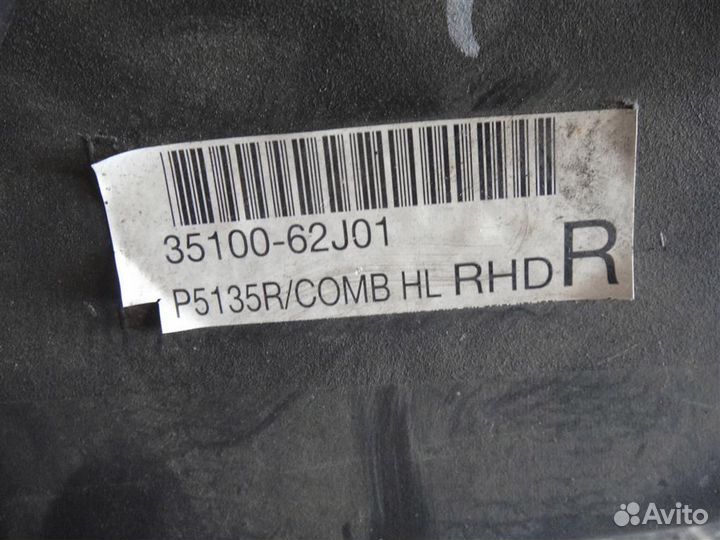 35100-62J01
P5135R/COMB HL RHD R
Avito